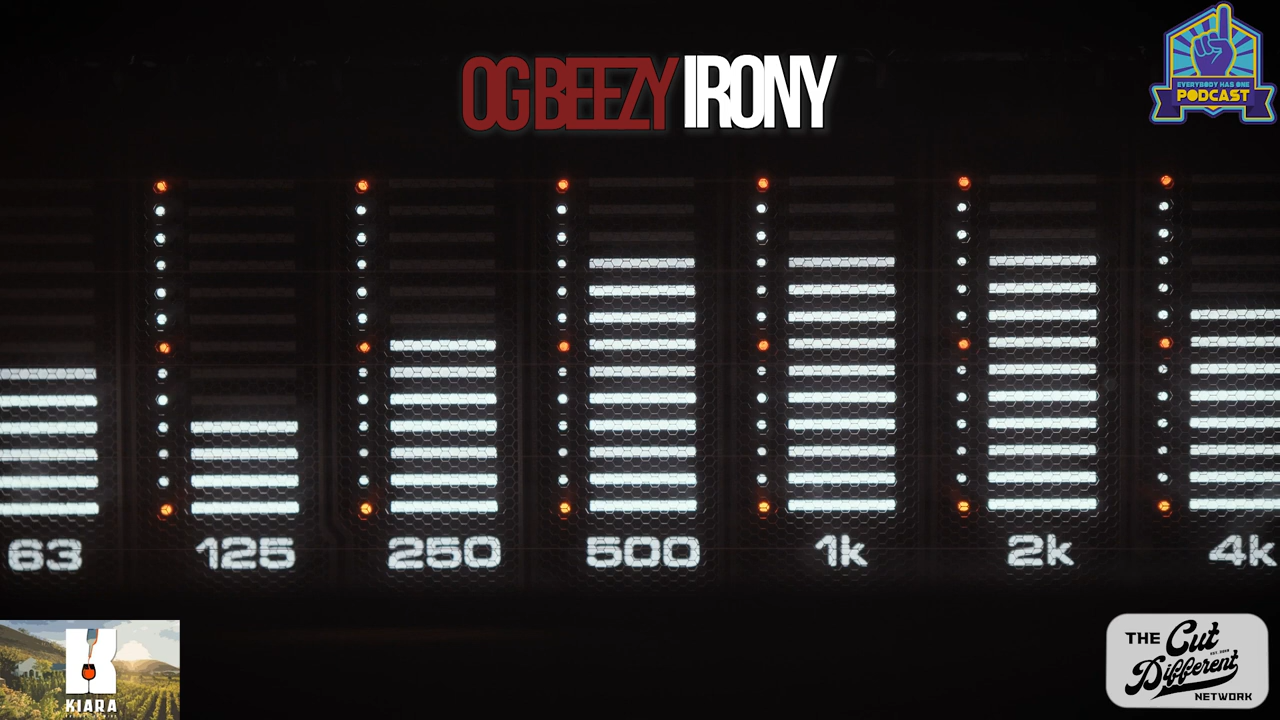 OG BEEZY IRONY
EVERYBODY HAS ONE
PODCAST
63 125 250 500 1k 2k 4k
KIARA
THE Cut
Different
NETWORK